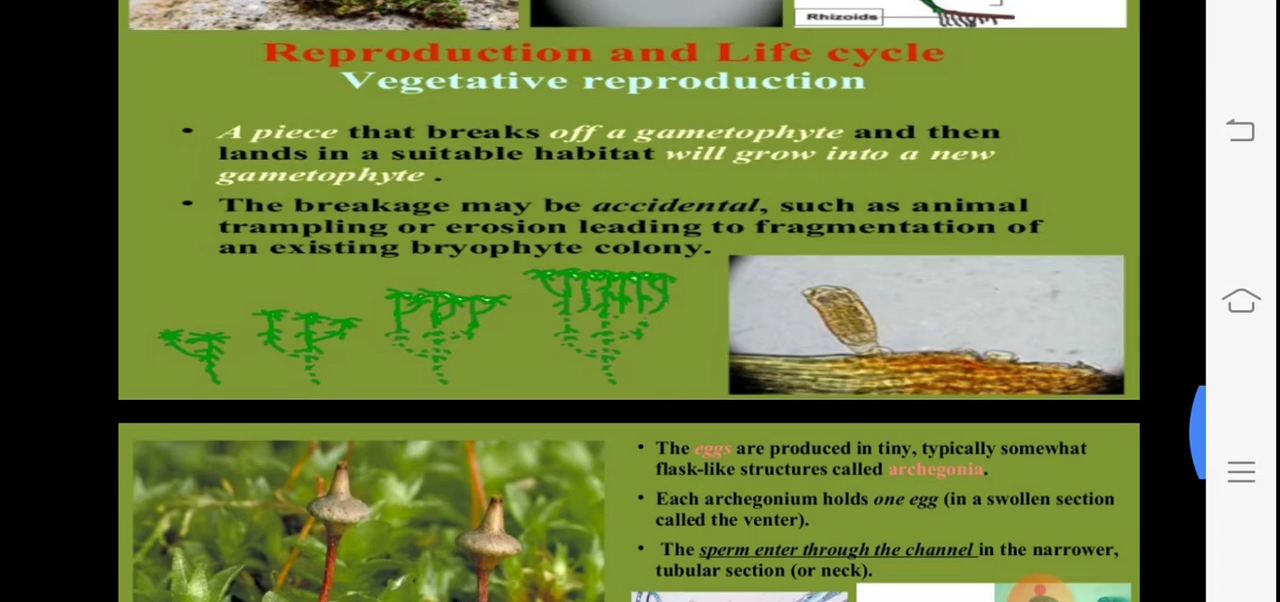 Rhizoids
Reproduction and Life cycle
Vegetative reproduction
• A piece that breaks off a gametophyte and then
lands in a suitable habitat will grow into a new
gametophyte .
• The breakage may be accidental, such as animal
trampling or erosion leading to fragmentation of
an existing bryophyte colony.
• The eggs are produced in tiny, typically somewhat
flask-like structures called archegonia.
• Each archegonium holds one egg (in a swollen section
called the venter).
• The sperm enter through the channel in the narrower,
tubular section (or neck).